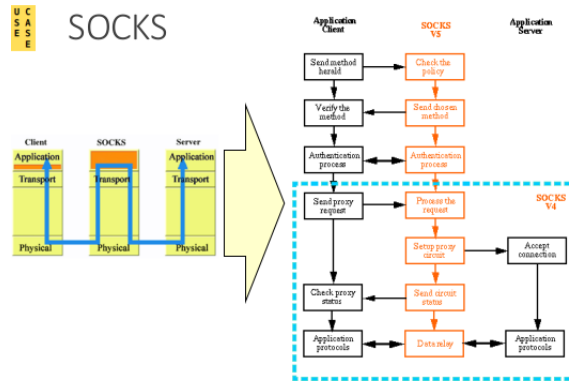 USE CASE
SOCKS
Client
SOCKS
Server
Application
Application
Transport
Transport
Transport
Physical
Physical
Physical
Application
Client
SOCKS
V5
Application
Server
Send method
herald
Check the
policy
Verify the
method
Send chosen
method
Authentication
process
Authentication
process
Send proxy
request
Process the
request
SOCKS
V4
Setup proxy
circuit
Accept
connection
Check proxy
status
Send circuit
status
Application
protocols
Data relay
Application
protocols